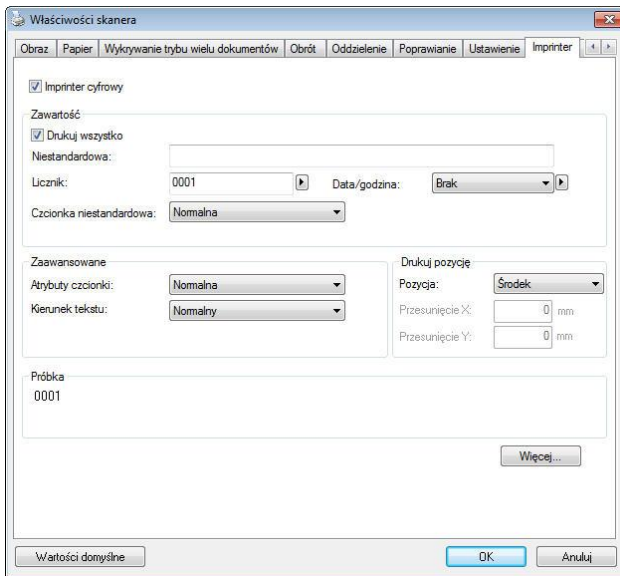 Właściwości skanera
Obraz Papier Wykrywanie trybu wielu dokumentów Obrót Oddzielenie Poprawianie Ustawienie Imprinter
Imprinter cyfrowy
Zawartość
Drukuj wszystko
Niestandardowa:
Licznik: 0001 Data/godzina: Brak
Czcionka niestandardowa: Normalna
Zaawansowane
Atrybuty czcionki: Normalna
Kierunek tekstu: Normalny
Drukuj pozycję
Pozycja: Środek
Przesunięcie X: 0 mm
Przesunięcie Y: 0 mm
Próbka
0001
Więcej...
Wartości domyślne OK Anuluj